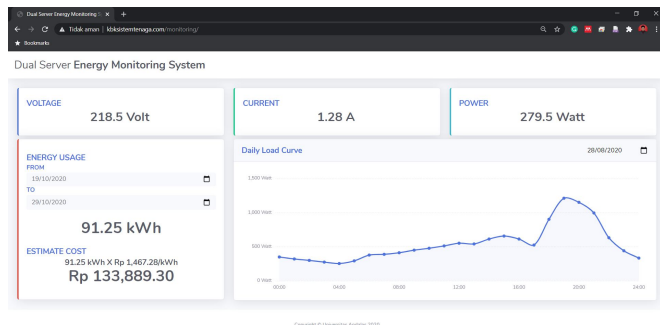 Dual Server Energy Monitoring S
Tidak aman | kbksistemtenaga.com/monitoring/
Bookmarks
Dual Server Energy Monitoring System
VOLTAGE
218.5 Volt
CURRENT
1.28 A
POWER
279.5 Watt
ENERGY USAGE
FROM
19/10/2020
TO
29/10/2020
91.25 kWh
ESTIMATE COST
91.25 kWh X Rp 1,467.28/kWh
Rp 133,889.30
Daily Load Curve
28/08/2020
1,500 Watt
1,000 Watt
500 Watt
0 Watt
00:00 04:00 08:00 12:00 16:00 20:00 24:00
Copyright © Universitas Andalas 2020